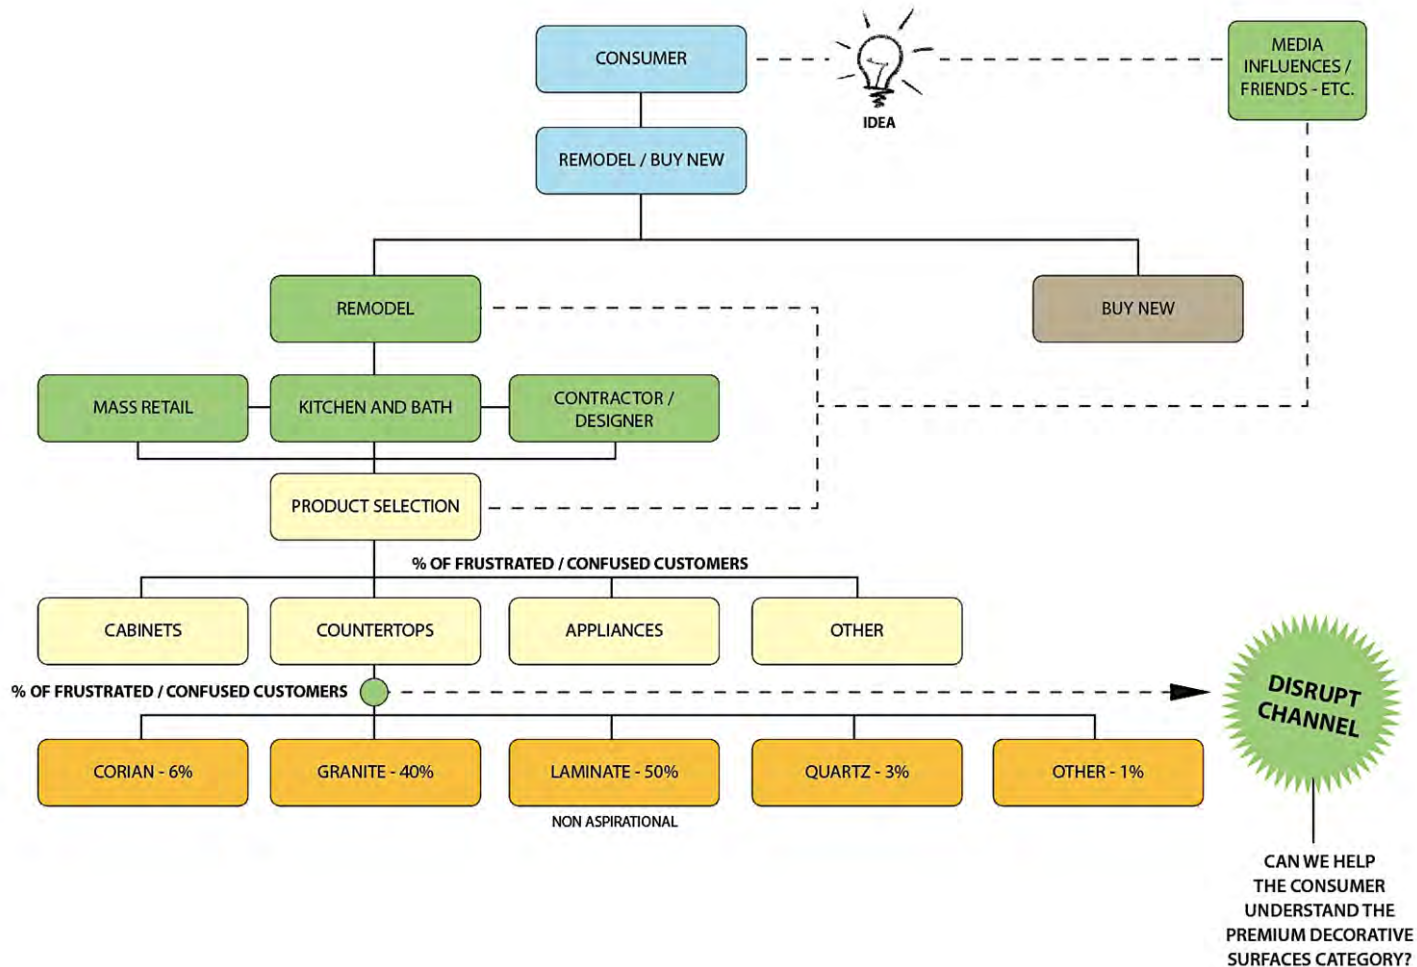 CONSUMER
IDEA
MEDIA
INFLUENCES /
FRIENDS - ETC.
REMODEL / BUY NEW
REMODEL
BUY NEW
MASS RETAIL
KITCHEN AND BATH
CONTRACTOR /
DESIGNER
PRODUCT SELECTION
% OF FRUSTRATED / CONFUSED CUSTOMERS
CABINETS
COUNTERTOPS
APPLIANCES
OTHER
% OF FRUSTRATED / CONFUSED CUSTOMERS
DISRUPT
CHANNEL
CORIAN - 6%
GRANITE - 40%
LAMINATE - 50%
QUARTZ - 3%
OTHER - 1%
NON ASPIRATIONAL
CAN WE HELP
THE CONSUMER
UNDERSTAND THE
PREMIUM DECORATIVE
SURFACES CATEGORY?